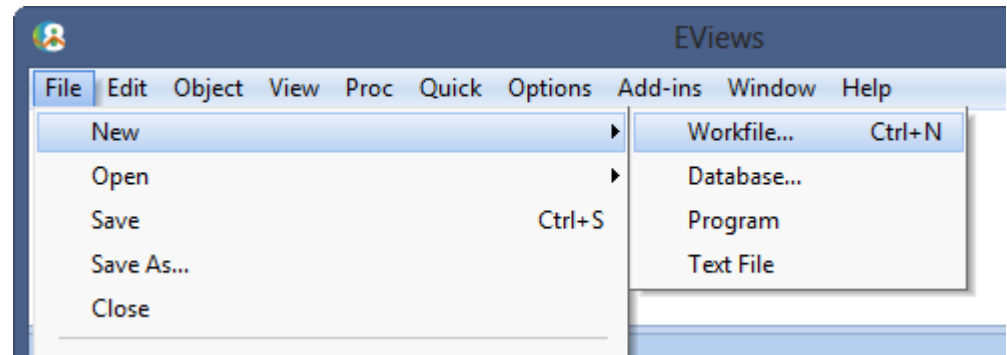 EViews
File Edit Object View Proc Quick Options Add-ins Window Help
New Workfile... Ctrl+N
Open Database...
Save Ctrl+S Program
Save As... Text File
Close